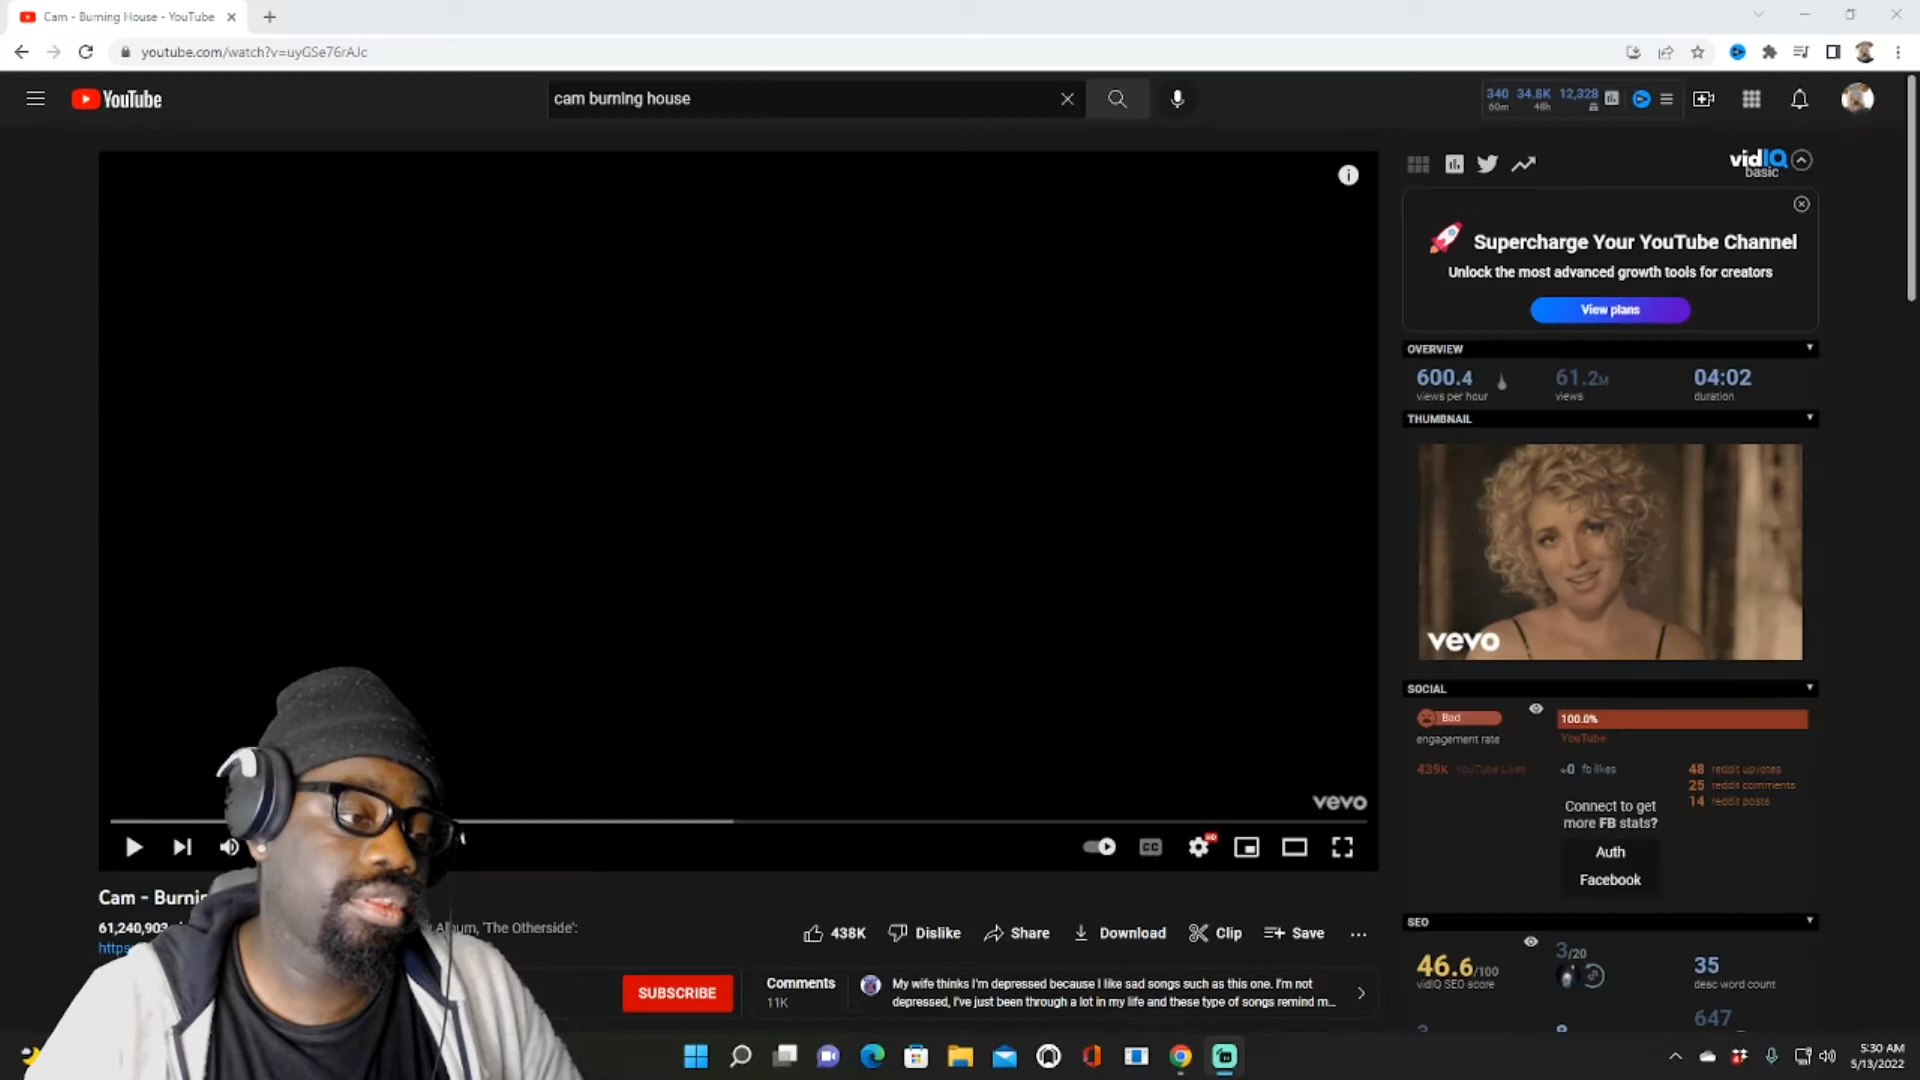 Cam - Burning House - YouTube
youtube.com/watch?v=uyGSe76rAJc
YouTube
cam burning house
340 34.8K 12,328
60m 48h
vidIQ
basic
Supercharge Your YouTube Channel
Unlock the most advanced growth tools for creators
View plans
OVERVIEW
600.4 61.2M 04:02
views per hour views duration
THUMBNAIL
vevo
SOCIAL
Bad 100.0%
engagement rate YouTube
439K YouTube Likes 0 fb likes 48 reddit upvotes
25 reddit comments
14 reddit posts
Connect to get
more FB stats?
Auth
Facebook
SEO
46.6/100 3/20 35
vidIQ SEO score desc word count
647
vevo
CC HD
Cam - Burnin
61,240,903
Album, 'The Otherside':
https
438K Dislike Share Download Clip Save
SUBSCRIBE
Comments
11K
My wife thinks I'm depressed because I like sad songs such as this one. I'm not
depressed, I've just been through a lot in my life and these type of songs remind m...
5:30 AM
5/13/2022